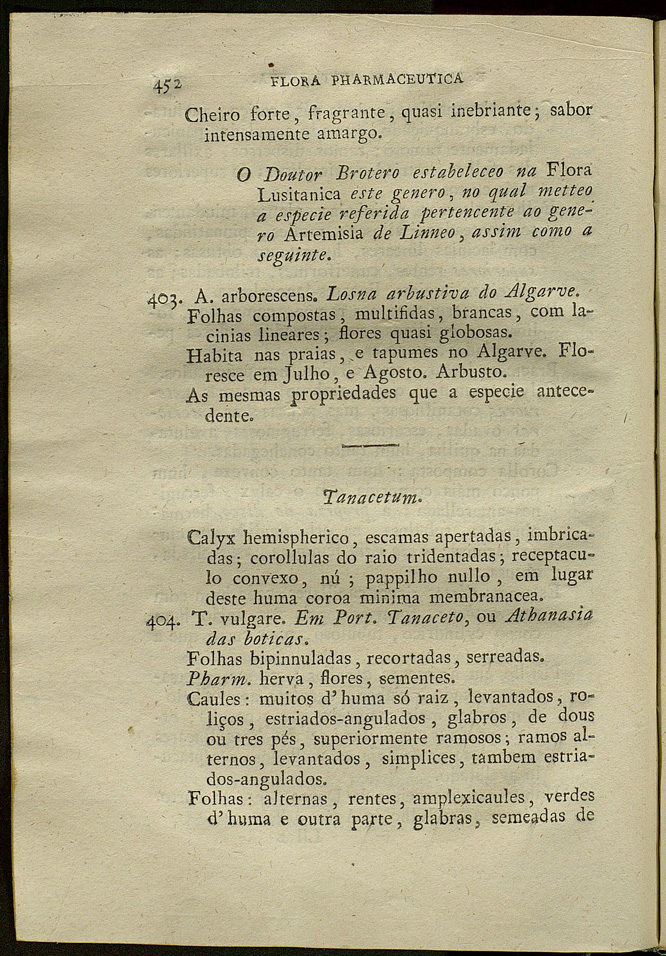 452 FLORA PHARMACEUTICA
Cheiro forte, fragrante, quasi inebriante; sabor
intensamente amargo.
O Doutor Brotero estabeleceo na Flora
Lusitanica este genero, no qual metteo
a especie referida pertencente ao gene-
ro Artemisia de Linneo, assim como a
seguinte.
403. A. arborescens. Losna arbustiva do Algarve.
Folhas compostas, multifidas, brancas, com la-
cinias lineares; flores quasi globosas.
Habita nas praias, e tapumes no Algarve. Flo-
resce em Julho, e Agosto. Arbusto.
As mesmas propriedades que a especie antece-
dente.
Tanacetum.
Calyx hemispherico, escamas apertadas, imbrica-
das; corollulas do raio tridentadas; receptacu-
lo convexo, nú; pappilho nullo, em lugar
deste huma coroa minima membranacea.
404. T. vulgare. Em Port. Tanaceto, ou Athanasia
das boticas.
Folhas bipinnuladas, recortadas, serreadas.
Pharm. herva, flores, sementes.
Caules: muitos d'huma só raiz, levantados, ro-
liços, estriados-angulados, glabros, de dous
ou tres pés, superiormente ramosos; ramos al-
ternos, levantados, simplices, tambem estria-
dos-angulados.
Folhas: alternas, rentes, amplexicaules, verdes
d'huma e outra parte, glabras, semeadas de